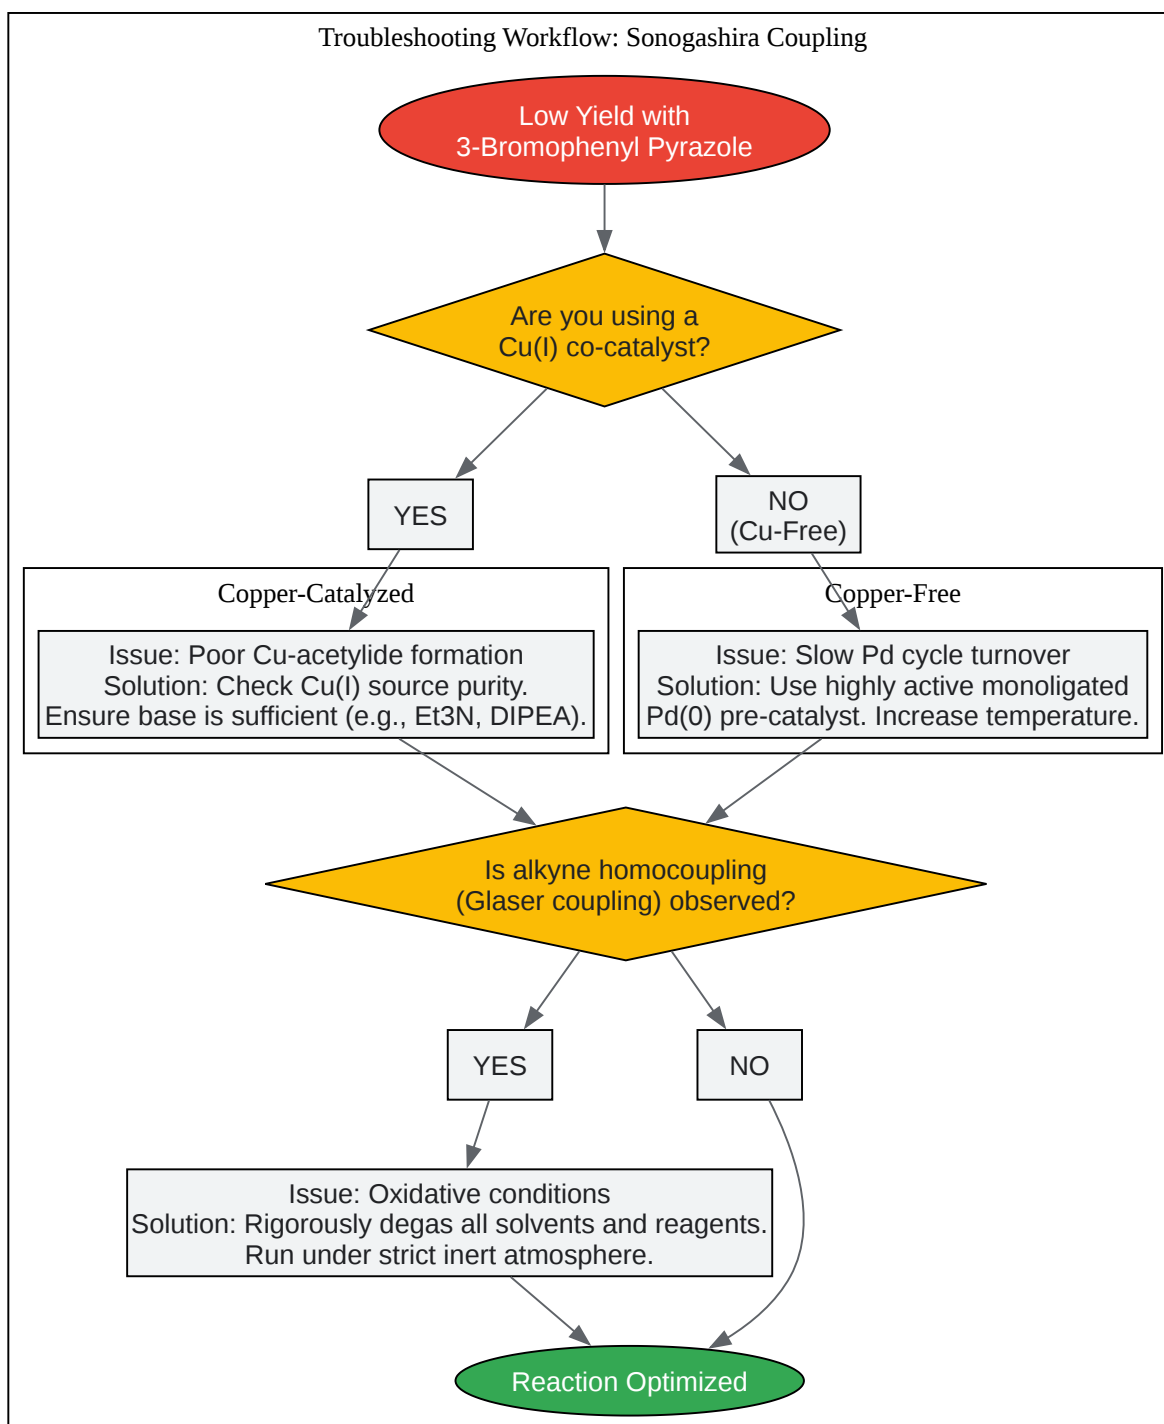 Troubleshooting Workflow: Sonogashira Coupling
Low Yield with
3-Bromophenyl Pyrazole
Are you using a
Cu(I) co-catalyst?
YES
NO
(Cu-Free)
Copper-Catalyzed
Issue: Poor Cu-acetylide formation
Solution: Check Cu(I) source purity.
Ensure base is sufficient (e.g., Et3N, DIPEA).
Copper-Free
Issue: Slow Pd cycle turnover
Solution: Use highly active monoligated
Pd(0) pre-catalyst. Increase temperature.
Is alkyne homocoupling
(Glaser coupling) observed?
YES
NO
Issue: Oxidative conditions
Solution: Rigorously degas all solvents and reagents.
Run under strict inert atmosphere.
Reaction Optimized